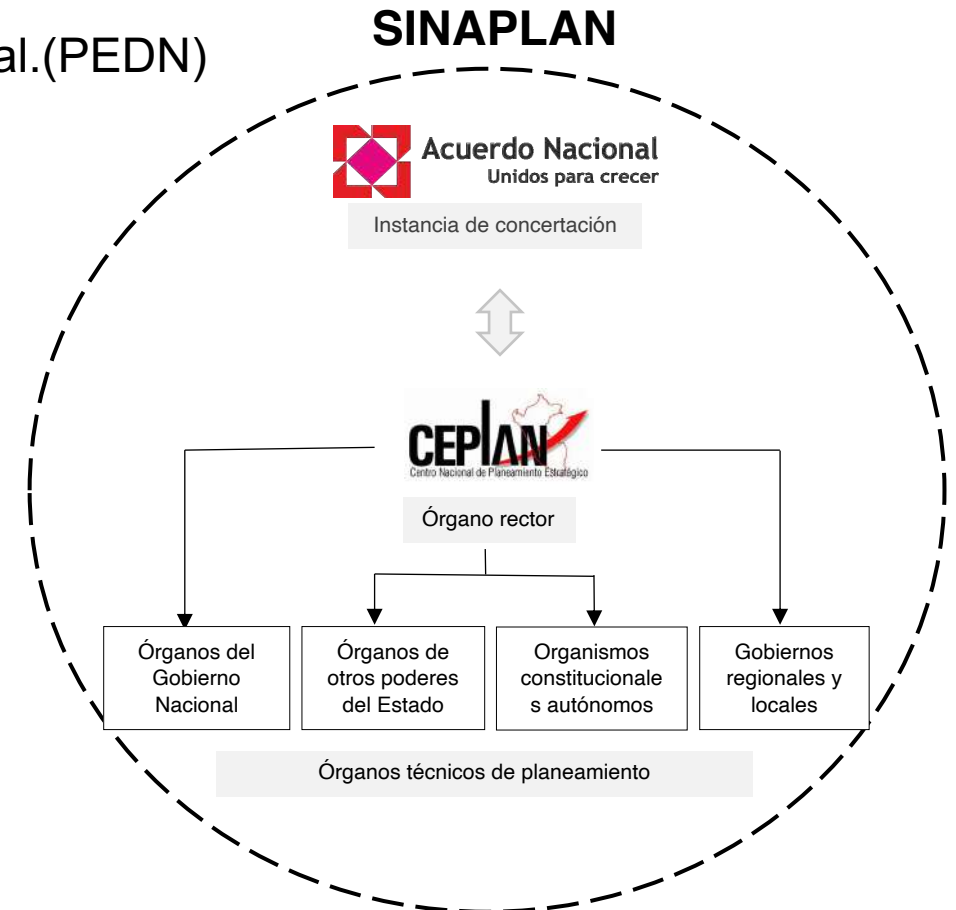 SINAPLAN
al.(PEDN)
Acuerdo Nacional
Unidos para crecer
Instancia de concertación
CEPLAN
Centro Nacional de Planeamiento Estratégico
Órgano rector
Órganos del
Gobierno
Nacional
Órganos de
otros poderes
del Estado
Organismos
constitucionale
s autónomos
Gobiernos
regionales y
locales
Órganos técnicos de planeamiento